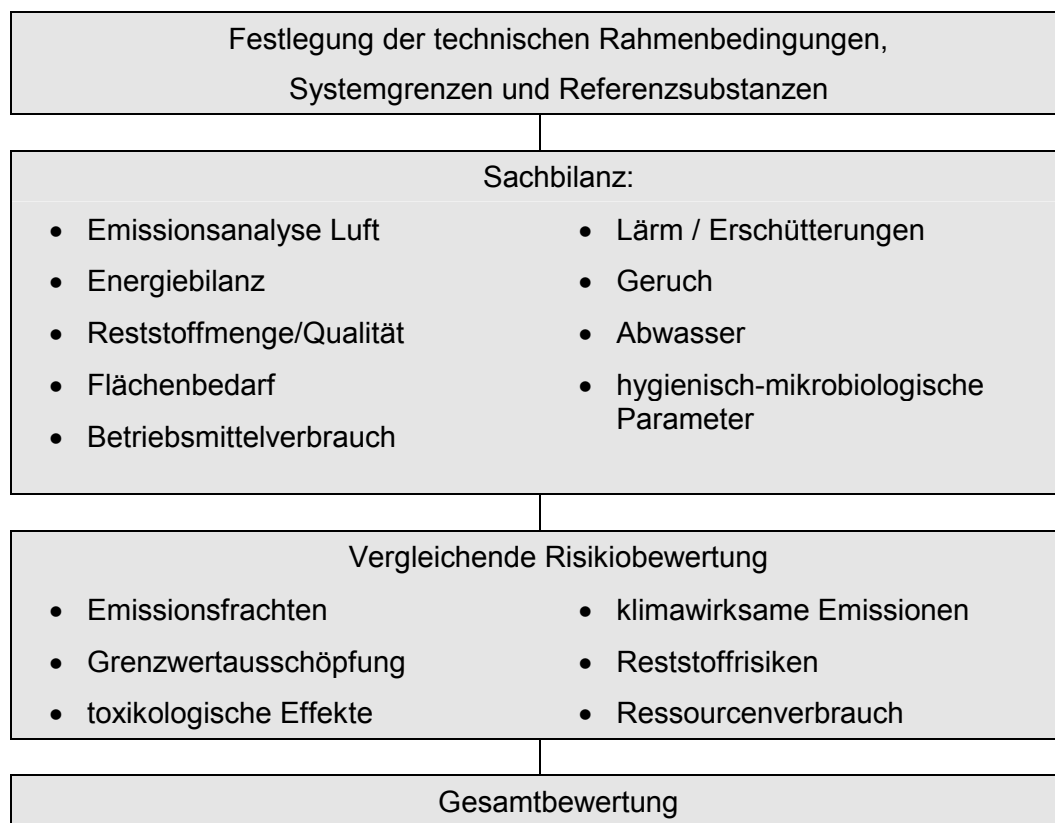 Festlegung der technischen Rahmenbedingungen,
Systemgrenzen und Referenzsubstanzen
Sachbilanz:
• Emissionsanalyse Luft
• Energiebilanz
• Reststoffmenge/Qualität
• Flächenbedarf
• Betriebsmittelverbrauch
• Lärm / Erschütterungen
• Geruch
• Abwasser
• hygienisch-mikrobiologische
Parameter
Vergleichende Risikiobewertung
• Emissionsfrachten
• Grenzwertausschöpfung
• toxikologische Effekte
• klimawirksame Emissionen
• Reststoffrisiken
• Ressourcenverbrauch
Gesamtbewertung